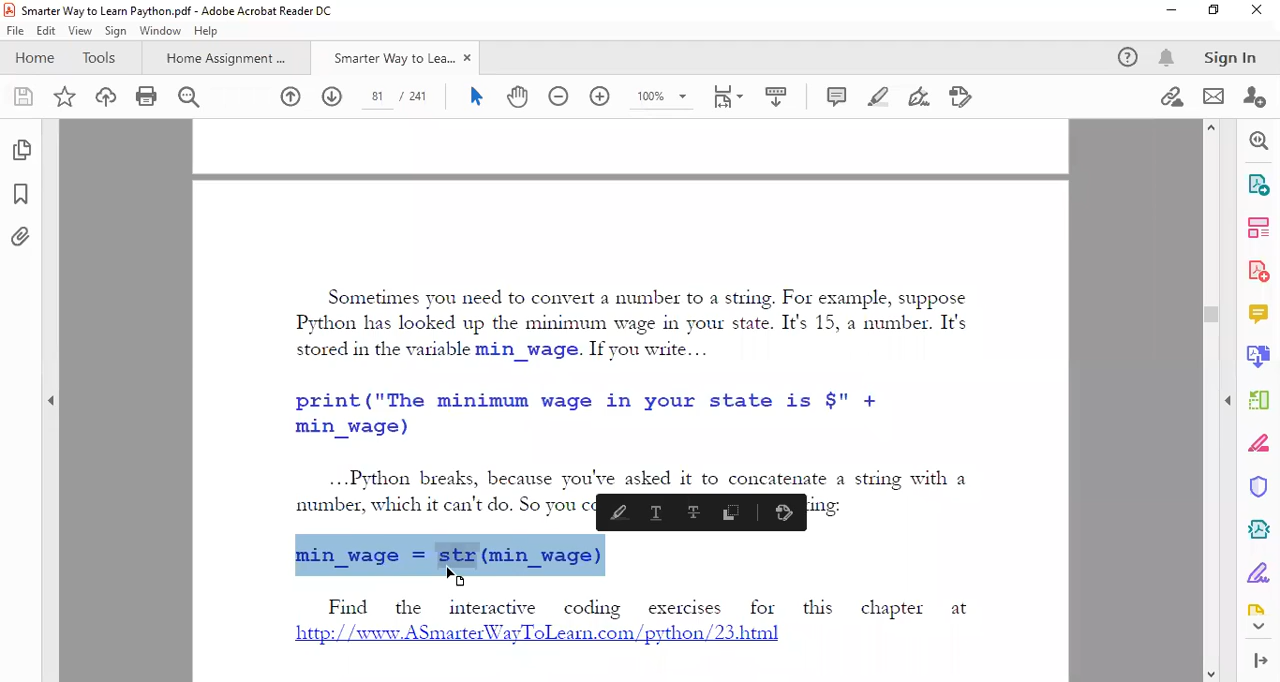 Smarter Way to Learn Paython.pdf - Adobe Acrobat Reader DC
File Edit View Sign Window Help
Home Tools Home Assignment ... Smarter Way to Lea... × Sign In
81 / 241 100%
Sometimes you need to convert a number to a string. For example, suppose
Python has looked up the minimum wage in your state. It's 15, a number. It's
stored in the variable min_wage. If you write…
print("The minimum wage in your state is $" +
min_wage)
…Python breaks, because you've asked it to concatenate a string with a
number, which it can't do. So you ing:
min_wage = str(min_wage)
Find the interactive coding exercises for this chapter at
http://www.ASmarterWayToLearn.com/python/23.html